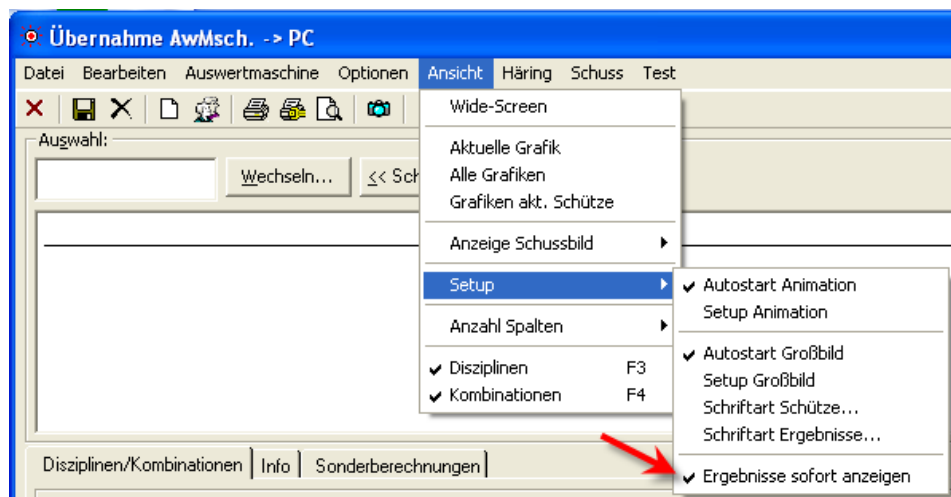 Übernahme AwMsch. -> PC
Datei Bearbeiten Auswertmaschine Optionen Ansicht Häring Schuss Test
Auswahl:
Wechseln... << Sch
Wide-Screen
Aktuelle Grafik
Alle Grafiken
Grafiken akt. Schütze
Anzeige Schussbild
Setup
Anzahl Spalten
Disziplinen F3
Kombinationen F4
Autostart Animation
Setup Animation
Autostart Großbild
Setup Großbild
Schriftart Schütze...
Schriftart Ergebnisse...
Ergebnisse sofort anzeigen
Disziplinen/Kombinationen Info Sonderberechnungen